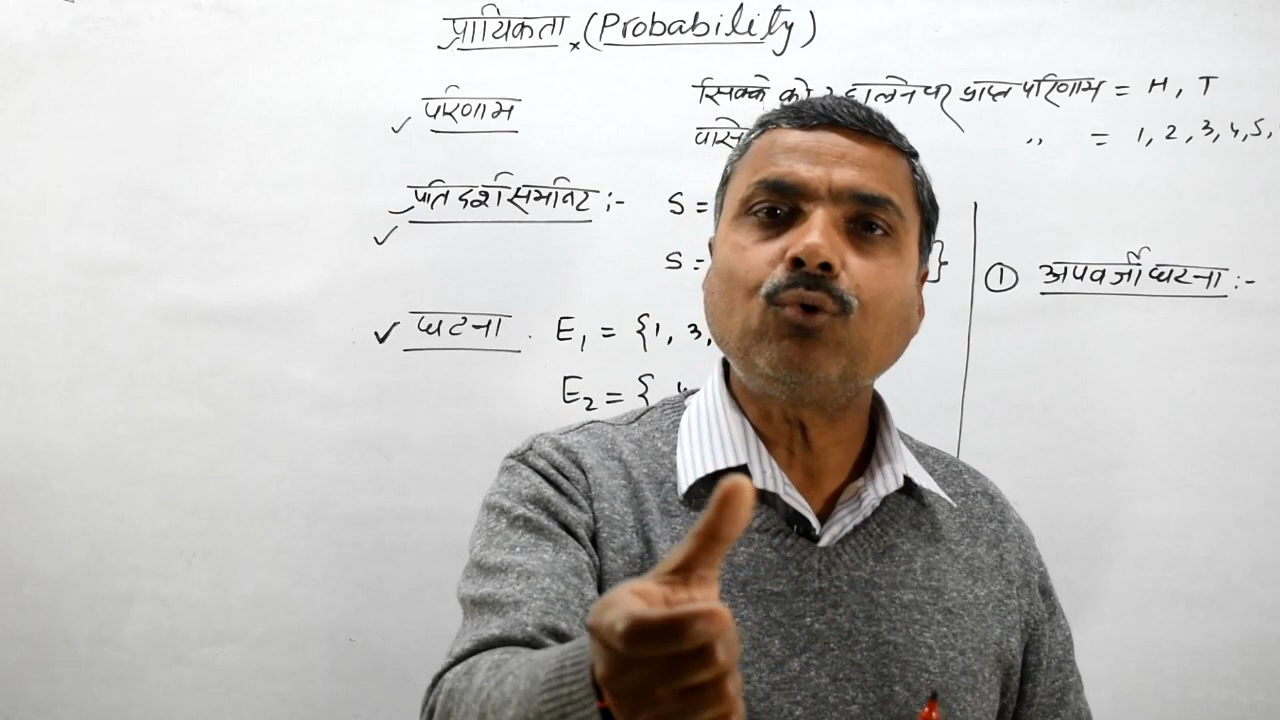 प्रायिकता (Probability)
परिणाम
सिक्के को उछालने पर प्राप्त परिणाम = H, T
पासे ,, = 1, 2, 3, 4, 5,
प्रतिदर्श समष्टि :-
S =
S = }
घटना
E₁ = {1, 3,
E₂ = {
① अपवर्जी घटना :-